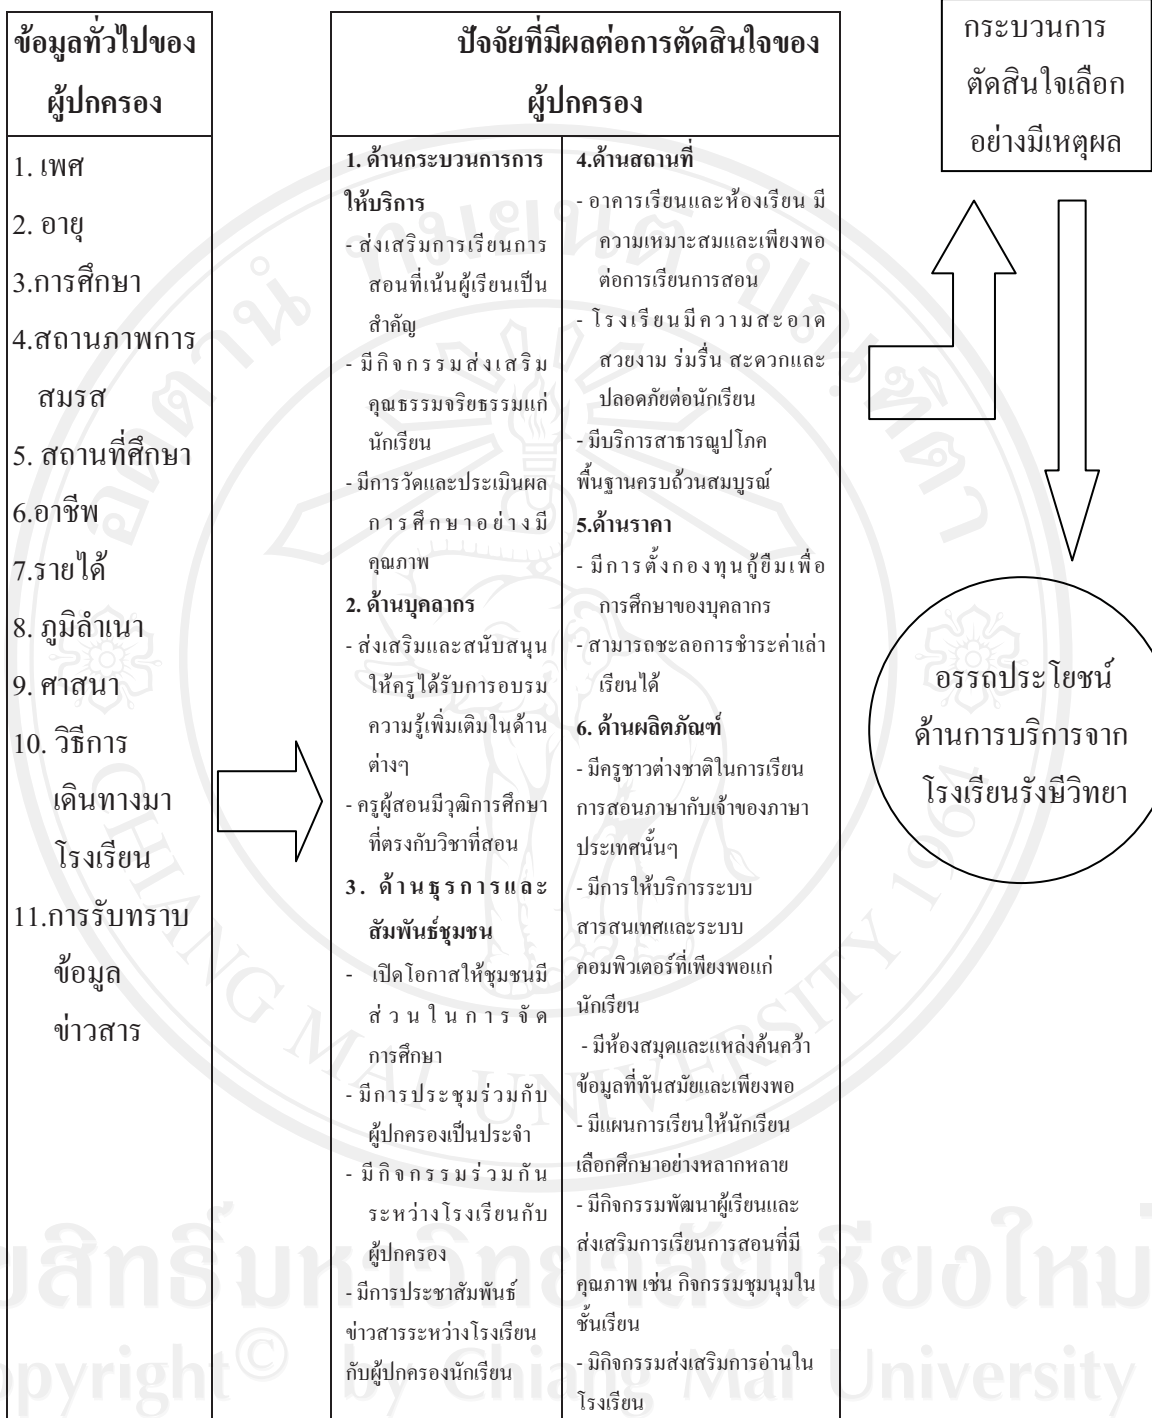 ข้อมูลทั่วไปของ
ผู้ปกครอง
1. เพศ
2. อายุ
3.การศึกษา
4.สถานภาพการ
สมรส
5. สถานที่ศึกษา
6.อาชีพ
7.รายได้
8. ภูมิลำเนา
9. ศาสนา
10. วิธีการ
เดินทางมา
โรงเรียน
11.การรับทราบ
ข้อมูล
ข่าวสาร
ปัจจัยที่มีผลต่อการตัดสินใจของ
ผู้ปกครอง
1. ด้านกระบวนการการ
ให้บริการ
- ส่งเสริมการเรียนการ
สอนที่เน้นผู้เรียนเป็น
สำคัญ
- มีกิจกรรมส่งเสริม
คุณธรรมจริยธรรมแก่
นักเรียน
- มีการวัดและประเมินผล
การศึกษาอย่างมี
คุณภาพ
2. ด้านบุคลากร
- ส่งเสริมและสนับสนุน
ให้ครูได้รับการอบรม
ความรู้เพิ่มเติมในด้าน
ต่างๆ
- ครูผู้สอนมีวุฒิการศึกษา
ที่ตรงกับวิชาที่สอน
3. ด้านธุรการและ
สัมพันธ์ชุมชน
- เปิดโอกาสให้ชุมชนมี
ส่วนในการจัด
การศึกษา
- มีการประชุมร่วมกับ
ผู้ปกครองเป็นประจำ
- มีกิจกรรมร่วมกัน
ระหว่างโรงเรียนกับ
ผู้ปกครอง
- มีการประชาสัมพันธ์
ข่าวสารระหว่างโรงเรียน
กับผู้ปกครองนักเรียน
4.ด้านสถานที่
- อาคารเรียนและห้องเรียน มี
ความเหมาะสมและเพียงพอ
ต่อการเรียนการสอน
- โรงเรียนมีความสะอาด
สวยงาม ร่มรื่น สะดวกและ
ปลอดภัยต่อนักเรียน
- มีบริการสาธารณูปโภค
พื้นฐานครบถ้วนสมบูรณ์
5.ด้านราคา
- มีการตั้งกองทุนกู้ยืมเพื่อ
การศึกษาของบุคลากร
- สามารถชะลอการชำระค่าเล่า
เรียนได้
6. ด้านผลิตภัณฑ์
- มีครูชาวต่างชาติในการเรียน
การสอนภาษากับเจ้าของภาษา
ประเทศนั้นๆ
- มีการให้บริการระบบ
สารสนเทศและระบบ
คอมพิวเตอร์ที่เพียงพอแก่
นักเรียน
- มีห้องสมุดและแหล่งค้นคว้า
ข้อมูลที่ทันสมัยและเพียงพอ
- มีแผนการเรียนให้นักเรียน
เลือกศึกษาอย่างหลากหลาย
- มีกิจกรรมพัฒนาผู้เรียนและ
ส่งเสริมการเรียนการสอนที่มี
คุณภาพ เช่น กิจกรรมชุมนุมใน
ชั้นเรียน
- มิกิจกรรมส่งเสริมการอ่านใน
โรงเรียน
กระบวนการ
ตัดสินใจเลือก
อย่างมีเหตุผล
อรรถประโยชน์
ด้านการบริการจาก
โรงเรียนรังษีวิทยา
CHIANG MAI UNIVERSITY 1964
by Chiang Mai University